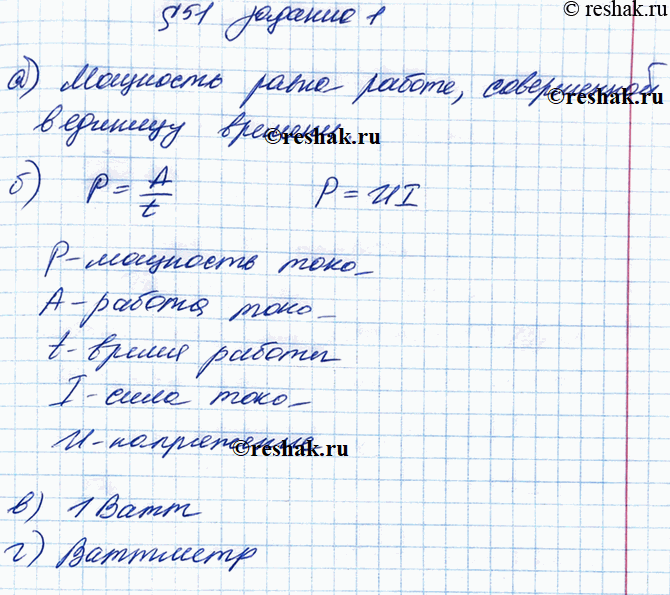 © reshak.ru
§51 задание 1
а) Мощность равна работе, совершенной
© reshak.ru
в единицу времени
© reshak.ru
б) P = A/t P = UI
P - мощность тока
A - работа тока
t - время работы
I - сила тока
U - напряжение
© reshak.ru
в) 1 Ватт
г) Ваттметр